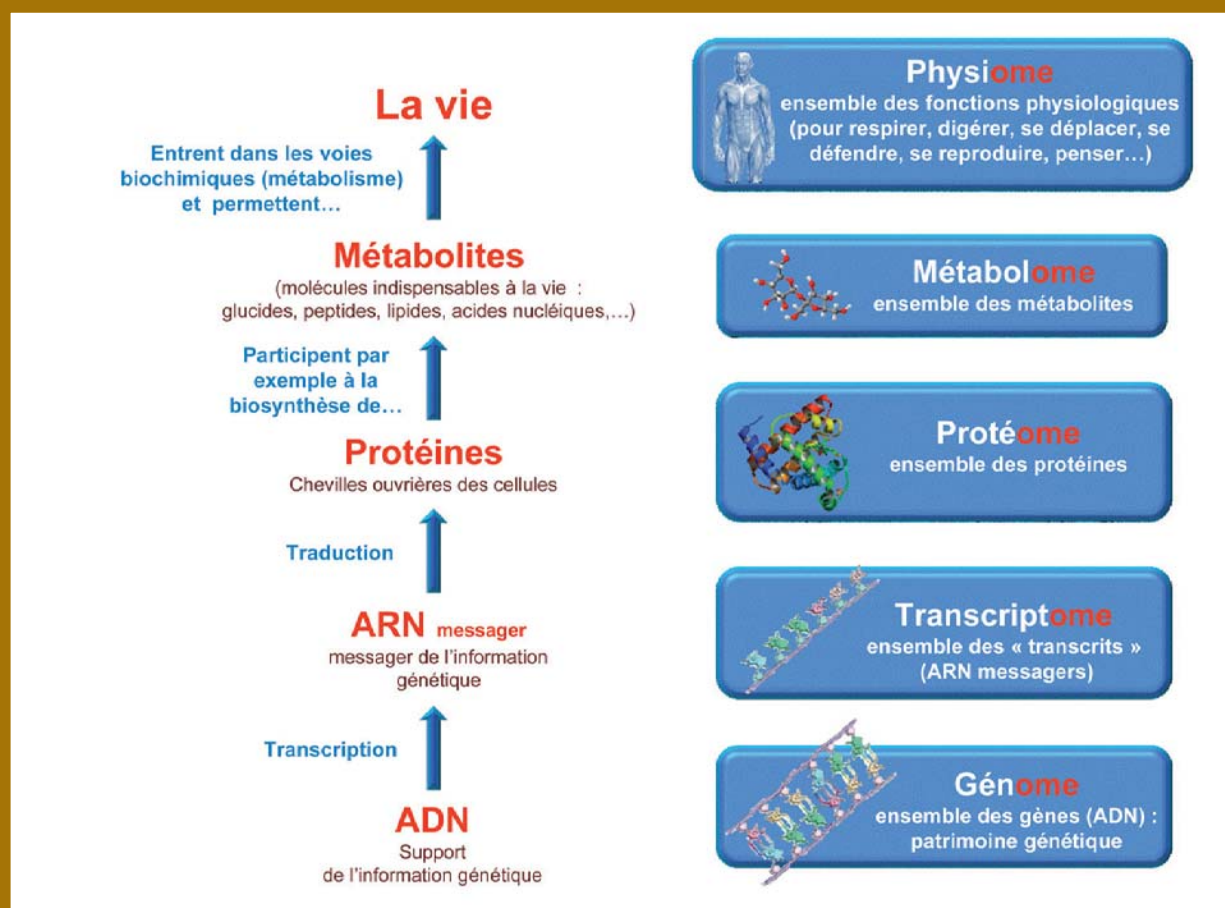 La vie
Entrent dans les voies
biochimiques (métabolisme)
et permettent…
Métabolites
(molécules indispensables à la vie :
glucides, peptides, lipides, acides nucléiques,…)
Participent par
exemple à la
biosynthèse de…
Protéines
Chevilles ouvrières des cellules
Traduction
ARN messager
messager de l'information
génétique
Transcription
ADN
Support
de l'information génétique
Physiome
ensemble des fonctions physiologiques
(pour respirer, digérer, se déplacer, se
défendre, se reproduire, penser…)
Métabolome
ensemble des métabolites
Protéome
ensemble des protéines
Transcriptome
ensemble des « transcrits »
(ARN messagers)
Génome
ensemble des gènes (ADN) :
patrimoine génétique